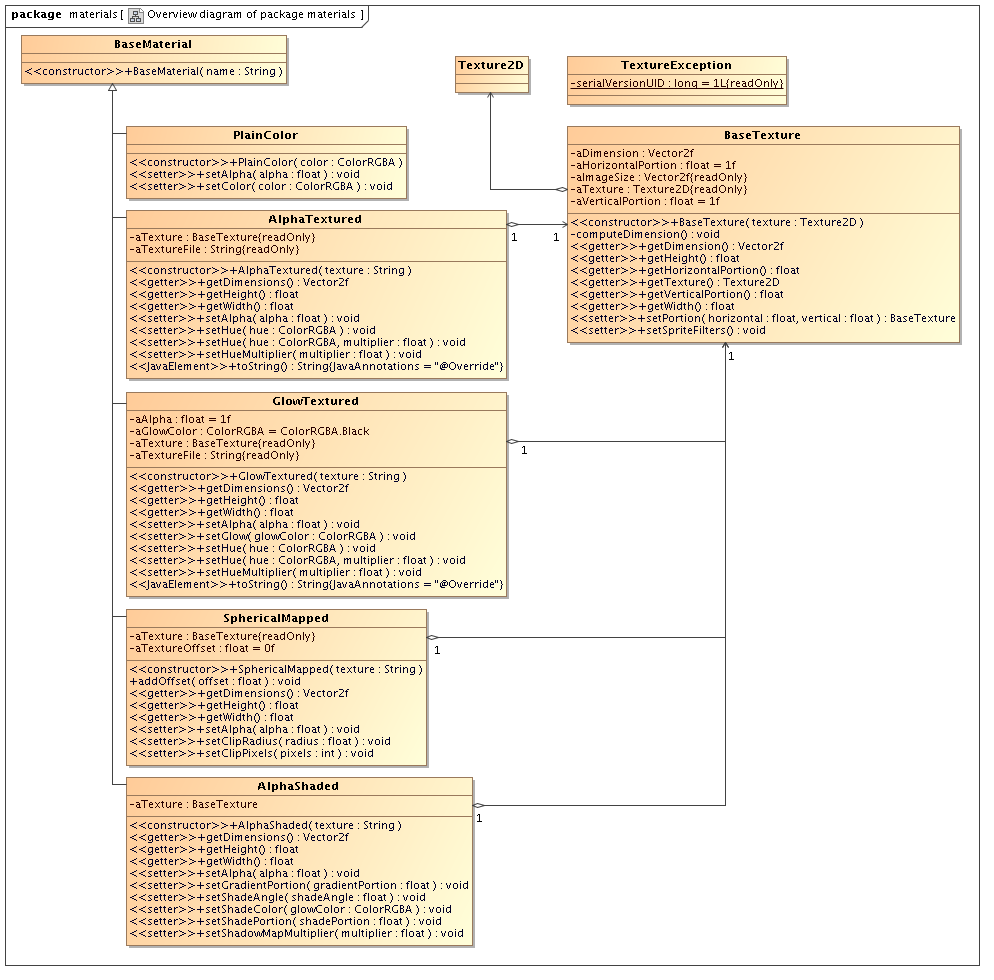 package materials [ Overview diagram of package materials ]
BaseMaterial
<<constructor>>+BaseMaterial( name : String )
Texture2D
TextureException
-serialVersionUID : long = 1L{readOnly}
PlainColor
<<constructor>>+PlainColor( color : ColorRGBA )
<<setter>>+setAlpha( alpha : float ) : void
<<setter>>+setColor( color : ColorRGBA ) : void
BaseTexture
-aDimension : Vector2f
-aHorizontalPortion : float = 1f
-aImageSize : Vector2f{readOnly}
-aTexture : Texture2D{readOnly}
-aVerticalPortion : float = 1f
<<constructor>>+BaseTexture( texture : Texture2D )
-computeDimension() : void
<<getter>>+getDimension() : Vector2f
<<getter>>+getHeight() : float
<<getter>>+getHorizontalPortion() : float
<<getter>>+getTexture() : Texture2D
<<getter>>+getVerticalPortion() : float
<<getter>>+getWidth() : float
<<setter>>+setPortion( horizontal : float, vertical : float ) : BaseTexture
<<setter>>+setSpriteFilters() : void
1
AlphaTextured
-aTexture : BaseTexture{readOnly}
-aTextureFile : String{readOnly}
<<constructor>>+AlphaTextured( texture : String )
<<getter>>+getDimensions() : Vector2f
<<getter>>+getHeight() : float
<<getter>>+getWidth() : float
<<setter>>+setAlpha( alpha : float ) : void
<<setter>>+setHue( hue : ColorRGBA ) : void
<<setter>>+setHue( hue : ColorRGBA, multiplier : float ) : void
<<setter>>+setHueMultiplier( multiplier : float ) : void
<<JavaElement>>+toString() : String{JavaAnnotations = "@Override"}
1
1
GlowTextured
-aAlpha : float = 1f
-aGlowColor : ColorRGBA = ColorRGBA.Black
-aTexture : BaseTexture{readOnly}
-aTextureFile : String{readOnly}
<<constructor>>+GlowTextured( texture : String )
<<getter>>+getDimensions() : Vector2f
<<getter>>+getHeight() : float
<<getter>>+getWidth() : float
<<setter>>+setAlpha( alpha : float ) : void
<<setter>>+setGlow( glowColor : ColorRGBA ) : void
<<setter>>+setHue( hue : ColorRGBA ) : void
<<setter>>+setHue( hue : ColorRGBA, multiplier : float ) : void
<<setter>>+setHueMultiplier( multiplier : float ) : void
<<JavaElement>>+toString() : String{JavaAnnotations = "@Override"}
1
SphericalMapped
-aTexture : BaseTexture{readOnly}
-aTextureOffset : float = 0f
<<constructor>>+SphericalMapped( texture : String )
+addOffset( offset : float ) : void
<<getter>>+getDimensions() : Vector2f
<<getter>>+getHeight() : float
<<getter>>+getWidth() : float
<<setter>>+setAlpha( alpha : float ) : void
<<setter>>+setClipRadius( radius : float ) : void
<<setter>>+setClipPixels( pixels : int ) : void
1
AlphaShaded
-aTexture : BaseTexture
<<constructor>>+AlphaShaded( texture : String )
<<getter>>+getDimensions() : Vector2f
<<getter>>+getHeight() : float
<<getter>>+getWidth() : float
<<setter>>+setAlpha( alpha : float ) : void
<<setter>>+setGradientPortion( gradientPortion : float ) : void
<<setter>>+setShadeAngle( shadeAngle : float ) : void
<<setter>>+setShadeColor( glowColor : ColorRGBA ) : void
<<setter>>+setShadePortion( shadePortion : float ) : void
<<setter>>+setShadowMapMultiplier( multiplier : float ) : void
1